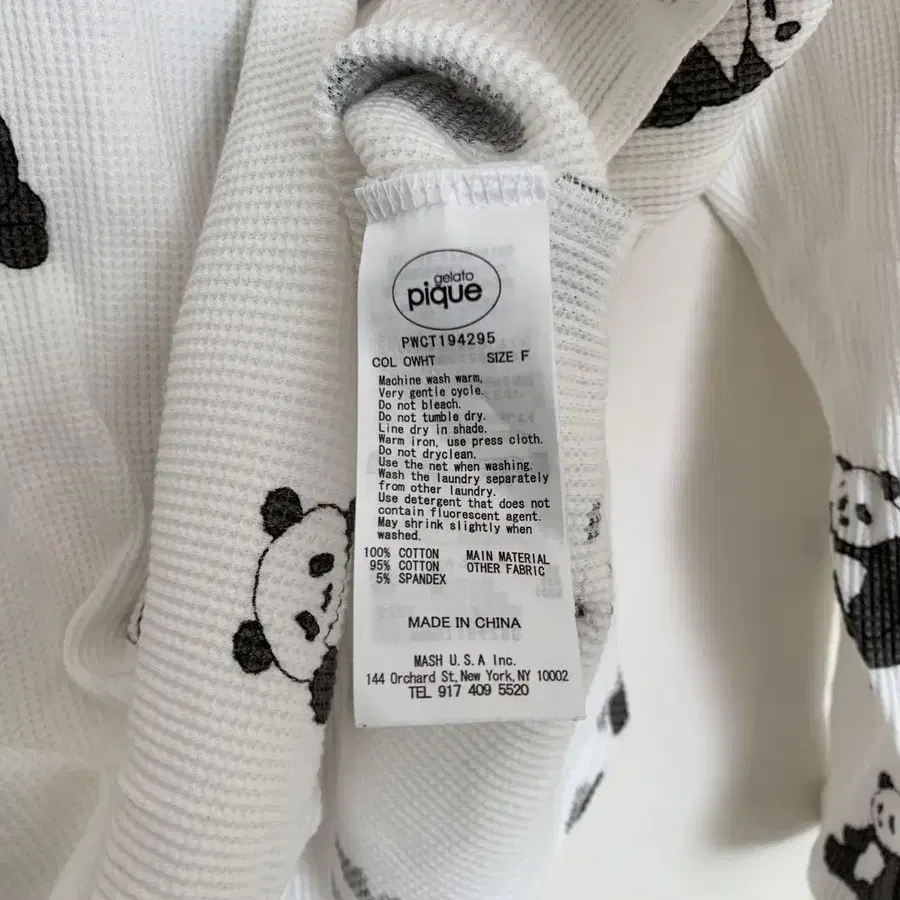 gelato
pique
PWCT194295
COL OWHT SIZE F
Machine wash warm,
Very gentle cycle.
Do not bleach.
Do not tumble dry.
Line dry in shade.
Warm iron, use press cloth.
Do not dryclean.
Use the net when washing.
Wash the laundry separately
from other laundry.
Use detergent that does not
contain fluorescent agent.
May shrink slightly when
washed.
100% COTTON MAIN MATERIAL
95% COTTON OTHER FABRIC
5% SPANDEX
MADE IN CHINA
MASH U.S.A Inc.
144 Orchard St, New York, NY 10002
TEL 917 409 5520